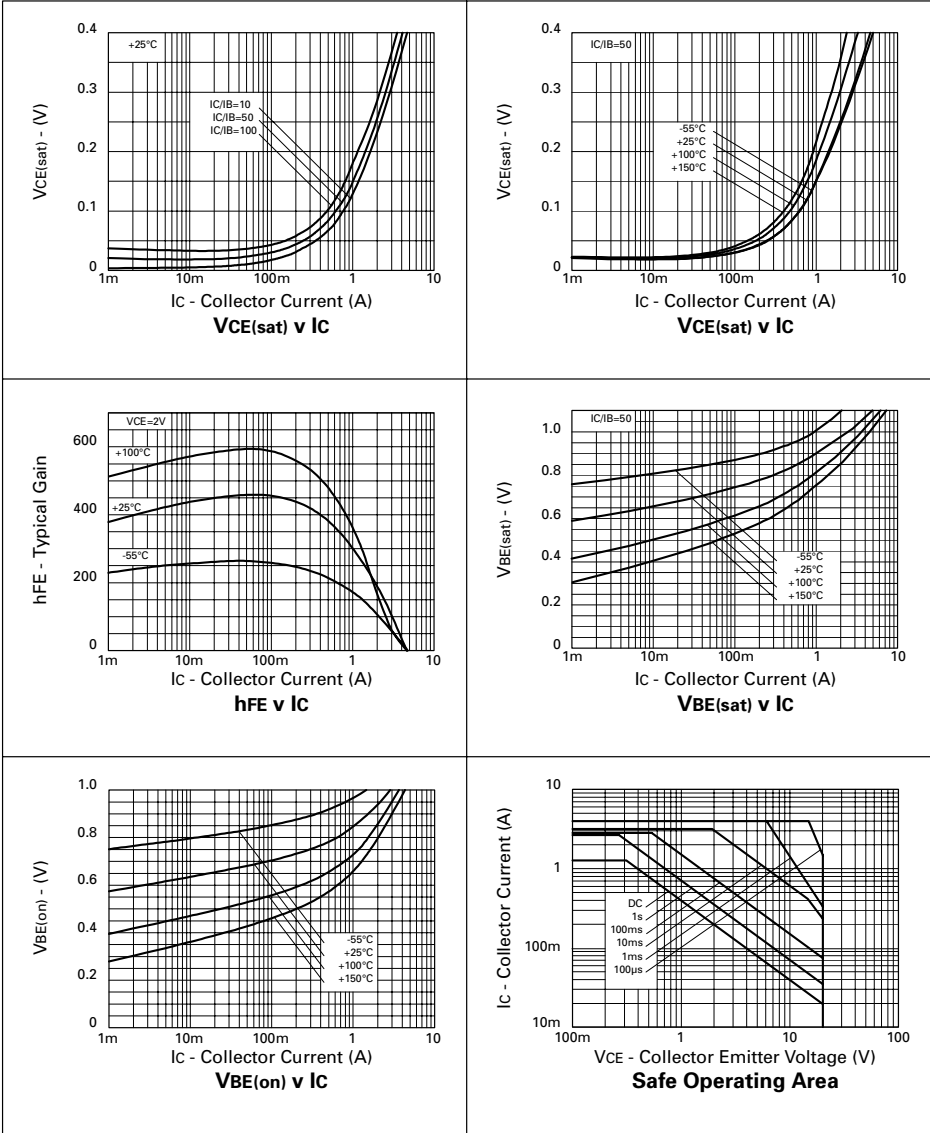 0.4
0.3
0.2
0.1
0
+25°C
IC/IB=10
IC/IB=50
IC/IB=100
VCE(sat) - (V)
1m 10m 100m 1 10
IC - Collector Current (A)
VCE(sat) v IC
0.4
0.3
0.2
0.1
0
IC/IB=50
-55°C
+25°C
+100°C
+150°C
VCE(sat) - (V)
1m 10m 100m 1 10
IC - Collector Current (A)
VCE(sat) v IC
600
400
200
0
VCE=2V
+100°C
+25°C
-55°C
hFE - Typical Gain
1m 10m 100m 1 10
IC - Collector Current (A)
hFE v IC
1.0
0.8
0.6
0.4
0.2
0
IC/IB=50
-55°C
+25°C
+100°C
+150°C
VBE(sat) - (V)
1m 10m 100m 1 10
IC - Collector Current (A)
VBE(sat) v IC
1.0
0.8
0.6
0.4
0.2
0
-55°C
+25°C
+100°C
+150°C
VBE(on) - (V)
1m 10m 100m 1 10
IC - Collector Current (A)
VBE(on) v IC
10
1
100m
10m
DC
1s
100ms
10ms
1ms
100µs
IC - Collector Current (A)
100m 1 10 100
VCE - Collector Emitter Voltage (V)
Safe Operating Area